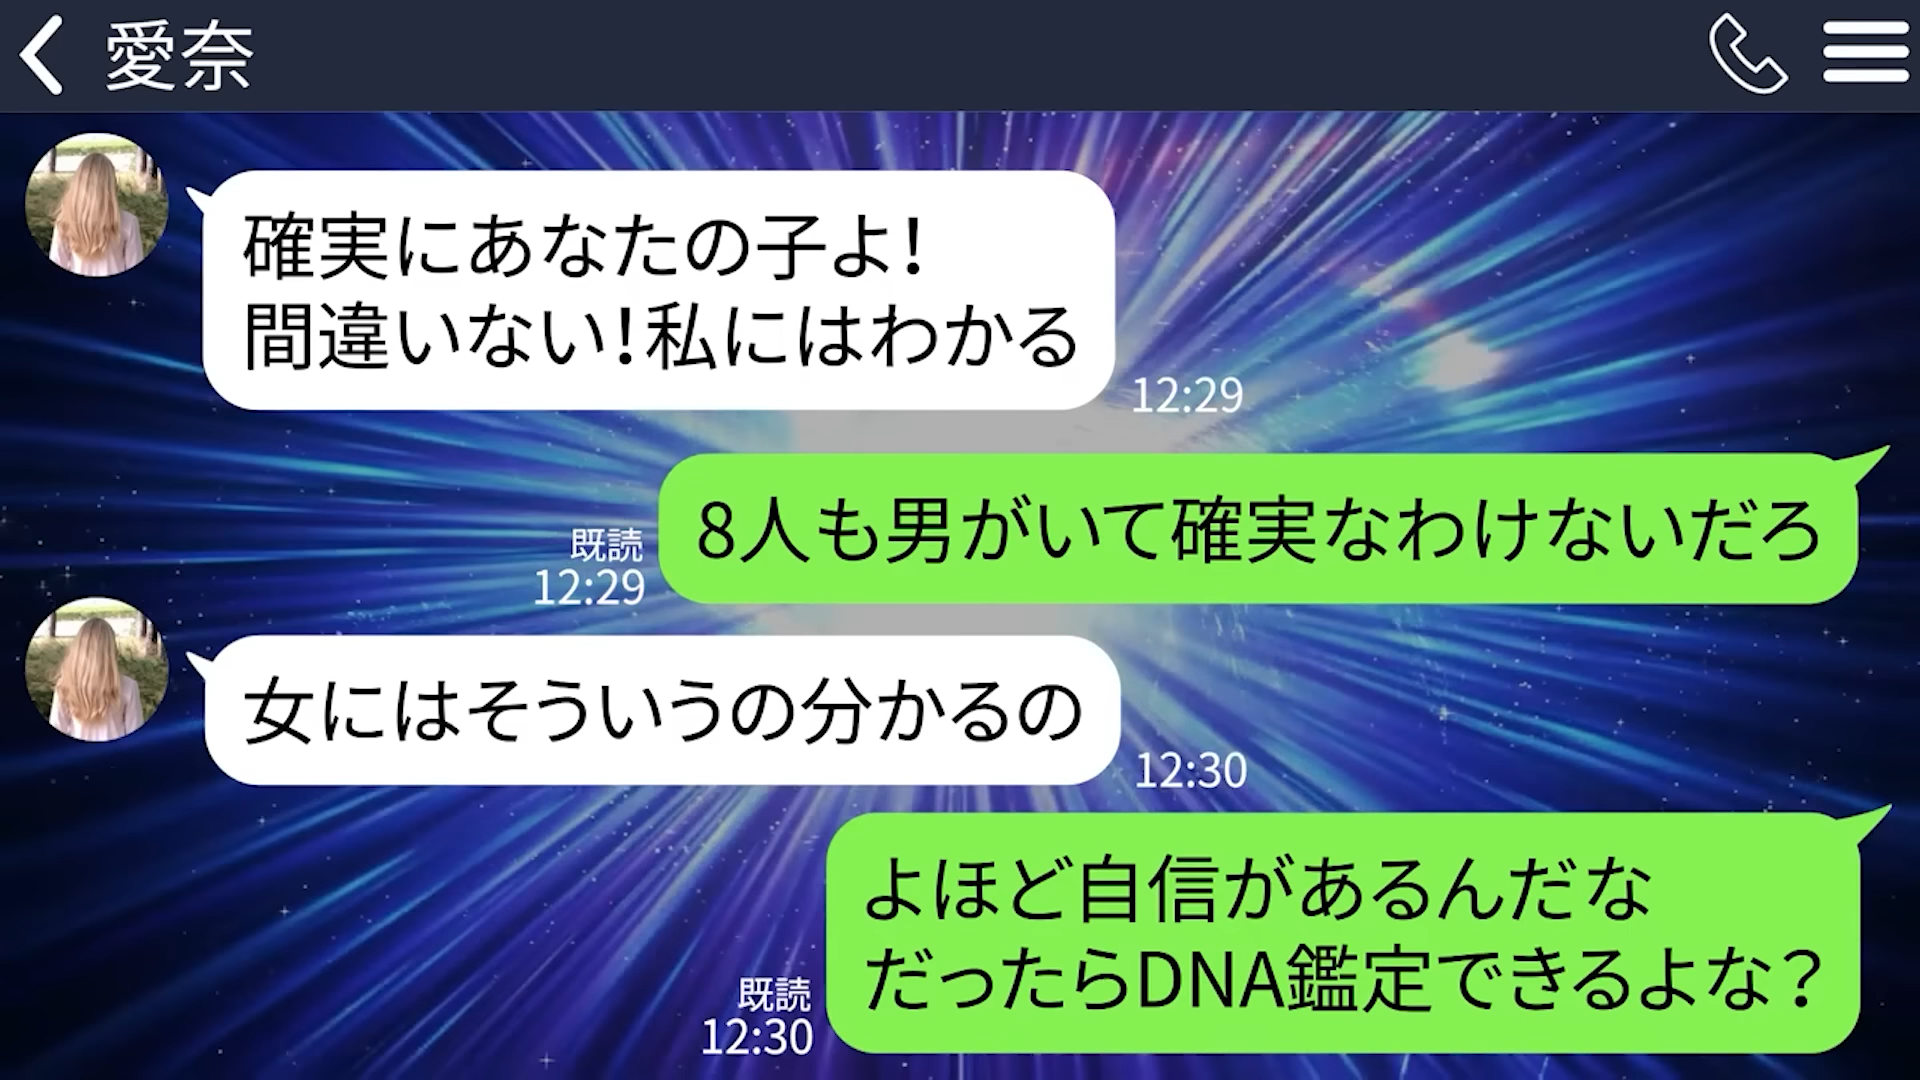 愛奈
確実にあなたの子よ！
間違いない！私にはわかる
12:29
8人も男がいて確実なわけないだろ
既読
12:29
女にはそういうの分かるの
12:30
よほど自信があるんだな
だったらDNA鑑定できるよな？
既読
12:30